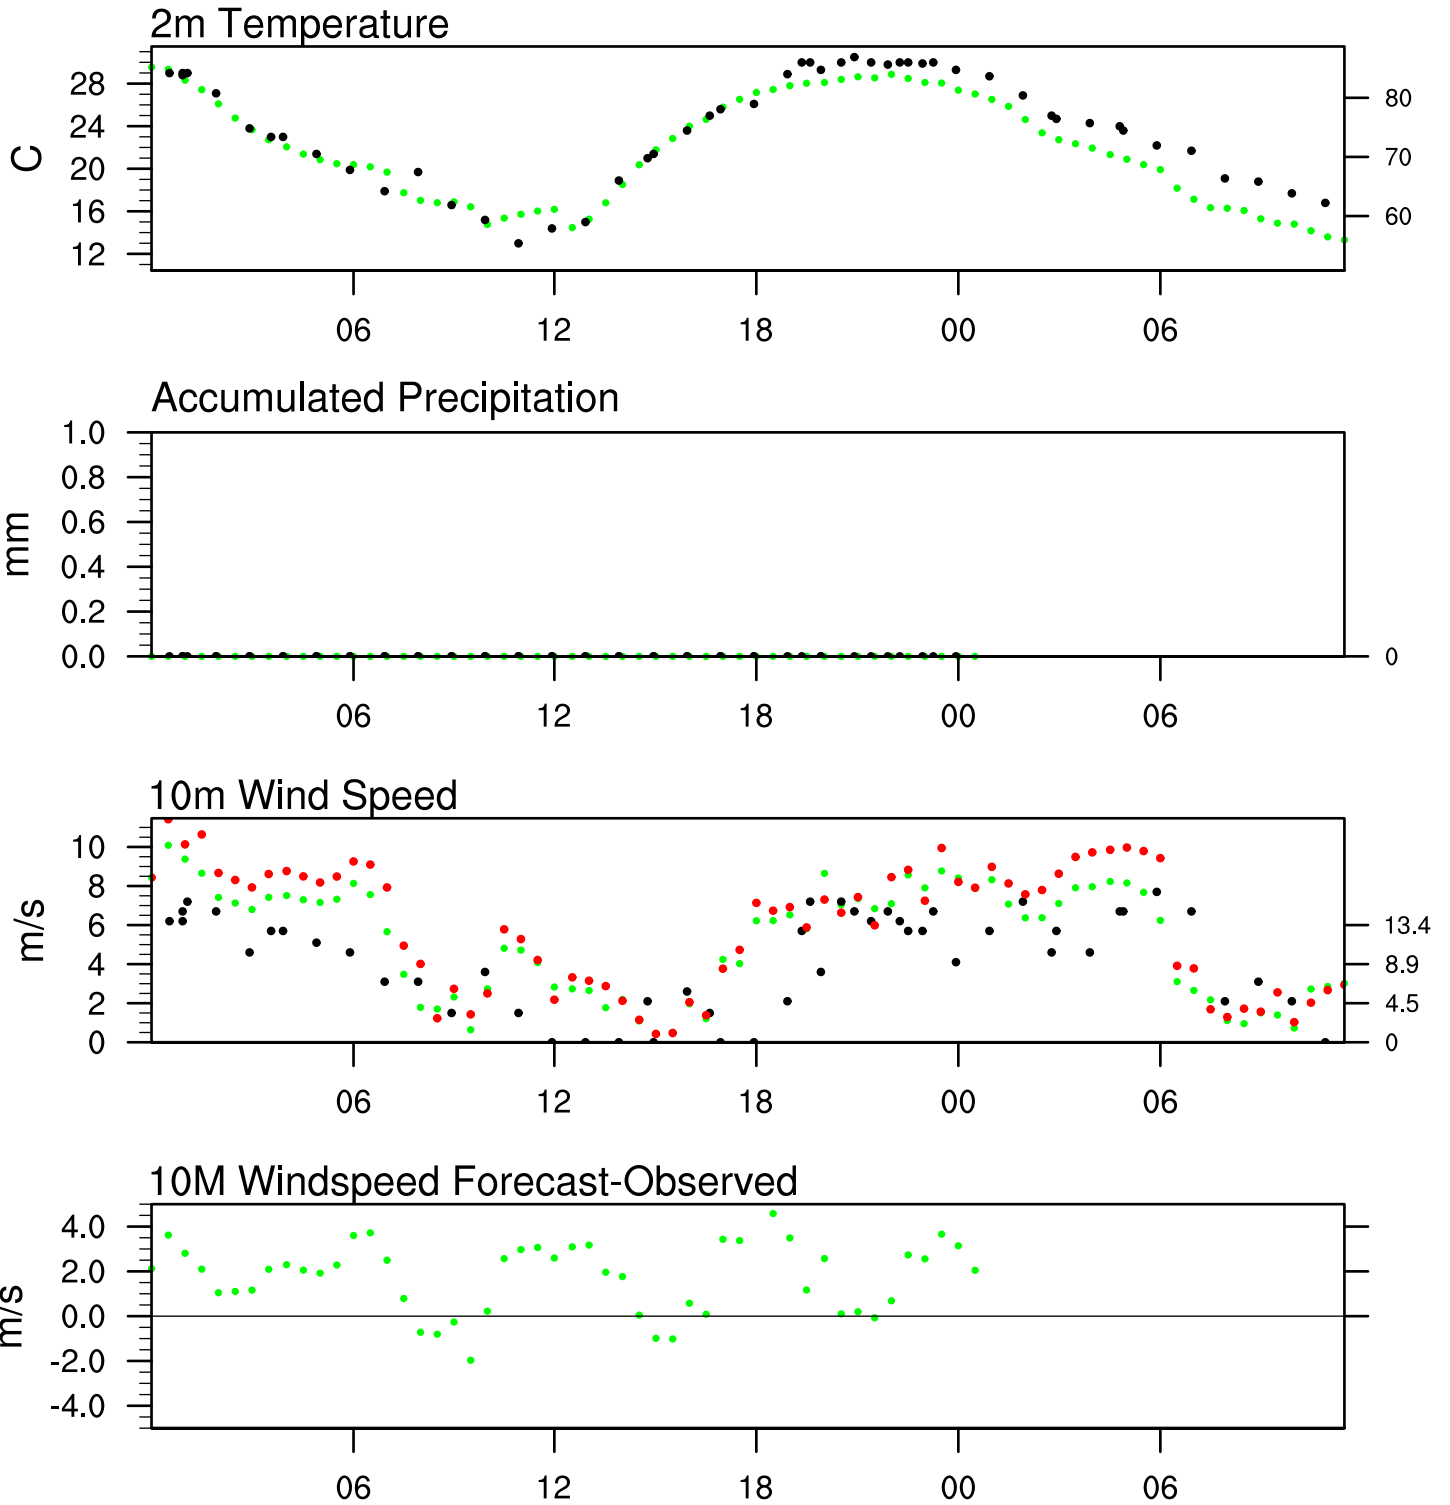 2m Temperature
C
28
24
20
16
12
80
70
60
06 12 18 00 06
Accumulated Precipitation
mm
1.0
0.8
0.6
0.4
0.2
0.0
0
06 12 18 00 06
10m Wind Speed
m/s
10
8
6
4
2
0
13.4
8.9
4.5
0
06 12 18 00 06
10M Windspeed Forecast-Observed
m/s
4.0
2.0
0.0
-2.0
-4.0
06 12 18 00 06